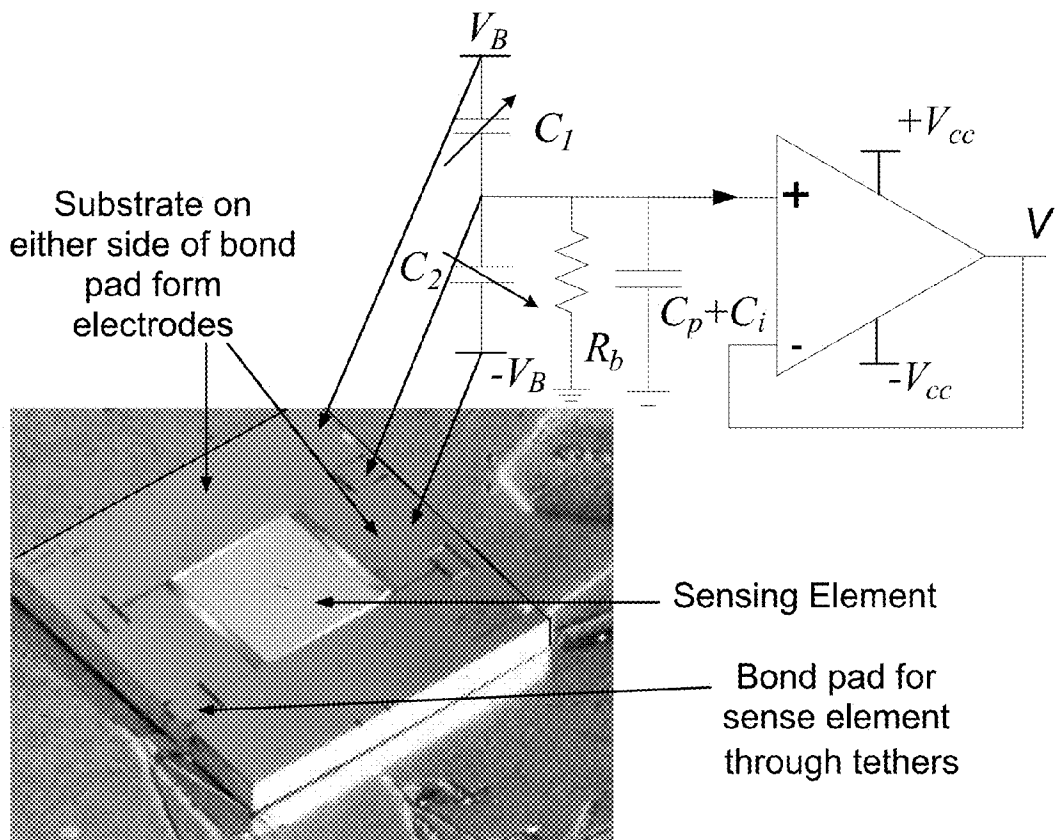 V_B
C_1
+V_cc
+
V
Substrate on
either side of bond
pad form
electrodes
C_2
C_p+C_i
R_b
-
-V_B
-V_cc
Sensing Element
Bond pad for
sense element
through tethers